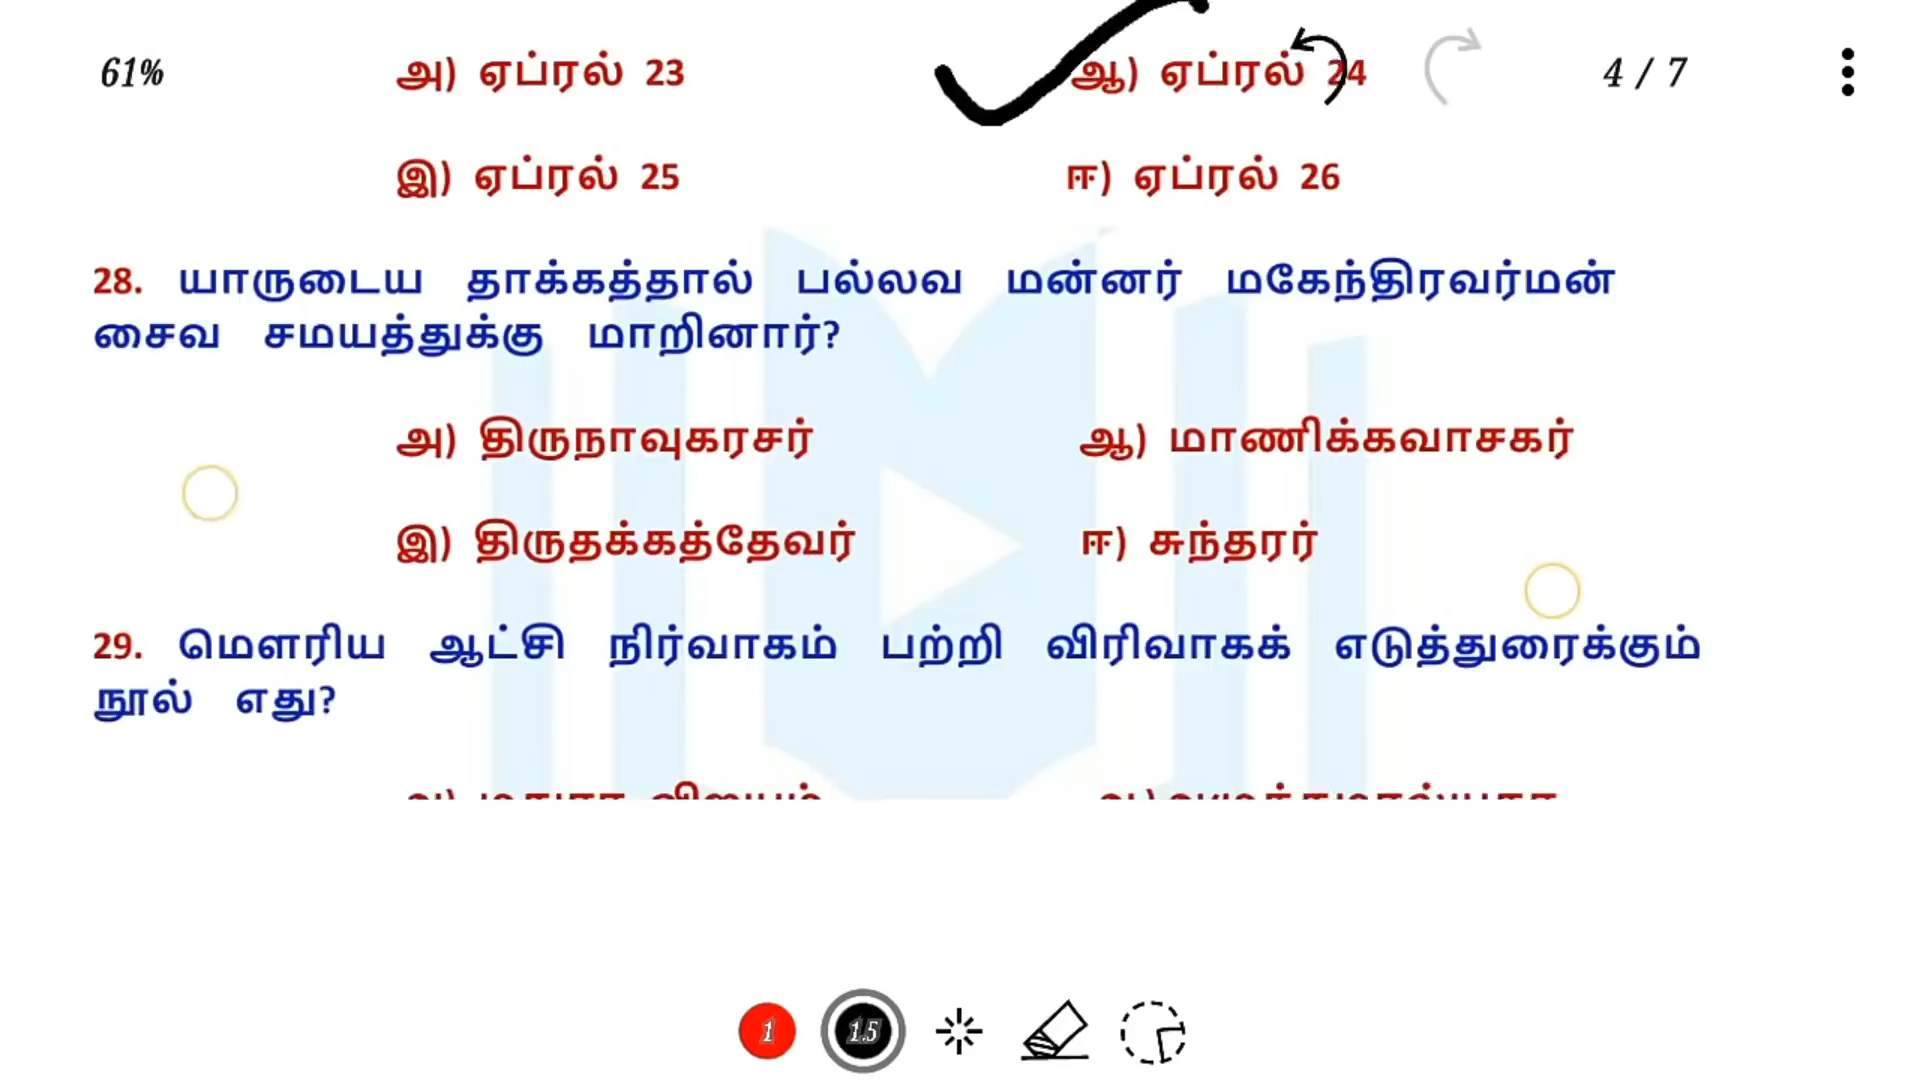 61%
அ) ஏப்ரல் 23
ஆ) ஏப்ரல் 24
4 / 7
இ) ஏப்ரல் 25
ஈ) ஏப்ரல் 26
28. யாருடைய தாக்கத்தால் பல்லவ மன்னர் மகேந்திரவர்மன்
சைவ சமயத்துக்கு மாறினார்?
அ) திருநாவுகரசர்
ஆ) மாணிக்கவாசகர்
இ) திருதக்கத்தேவர்
ஈ) சுந்தரர்
29. மௌரிய ஆட்சி நிர்வாகம் பற்றி விரிவாகக் எடுத்துரைக்கும்
நூல் எது?
1
1.5